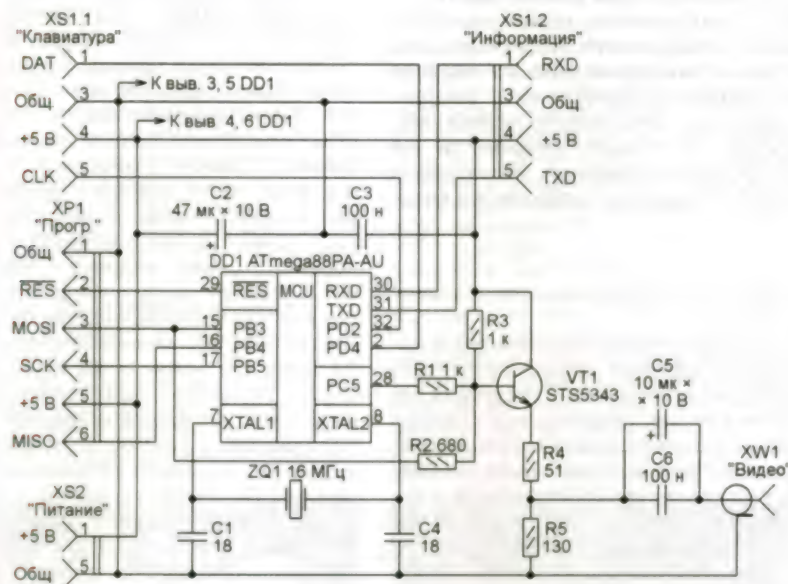 XS1.1
"Клавиатура"
DAT 1
Общ 3
+5 В 4
CLK 5
К выв. 3, 5 DD1
К выв. 4, 6 DD1
XS1.2
"Информация"
1 RXD
3 Общ
4 +5 В
5 TXD
XP1
"Прогр."
Общ 1
RES 2
MOSI 3
SCK 4
+5 В 5
MISO 6
C2
47 мк × 10 В
C3
100 н
DD1 ATmega88PA-AU
29 RES MCU RXD 30
TXD 31
15 PB3 PD2 32
16 PB4 PD4 2
17 PB5
PC5 28
7 XTAL1 XTAL2 8
R3
1 к
R1 1 к
VT1
STS5343
R2 680
C5
10 мк ×
× 10 В
R4
51
C6
100 н
XW1
"Видео"
ZQ1 16 МГц
XS2
"Питание"
+5 В 1
Общ 5
C1
18
C4
18
R5
130